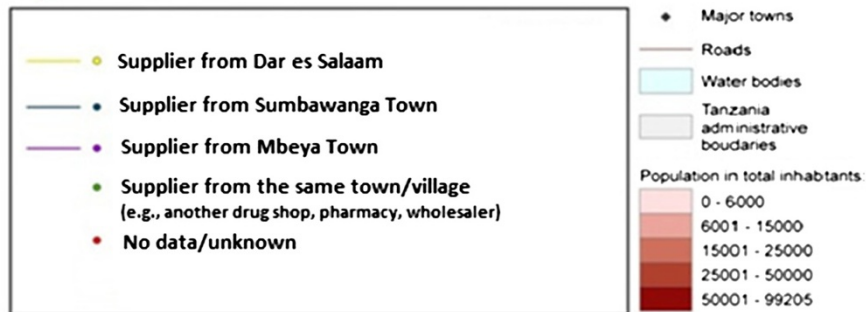 Supplier from Dar es Salaam
Supplier from Sumbawanga Town
Supplier from Mbeya Town
Supplier from the same town/village
(e.g., another drug shop, pharmacy, wholesaler)
No data/unknown
Major towns
Roads
Water bodies
Tanzania
administrative
boudaries
Population in total inhabitants:
0 - 6000
6001 - 15000
15001 - 25000
25001 - 50000
50001 - 99205